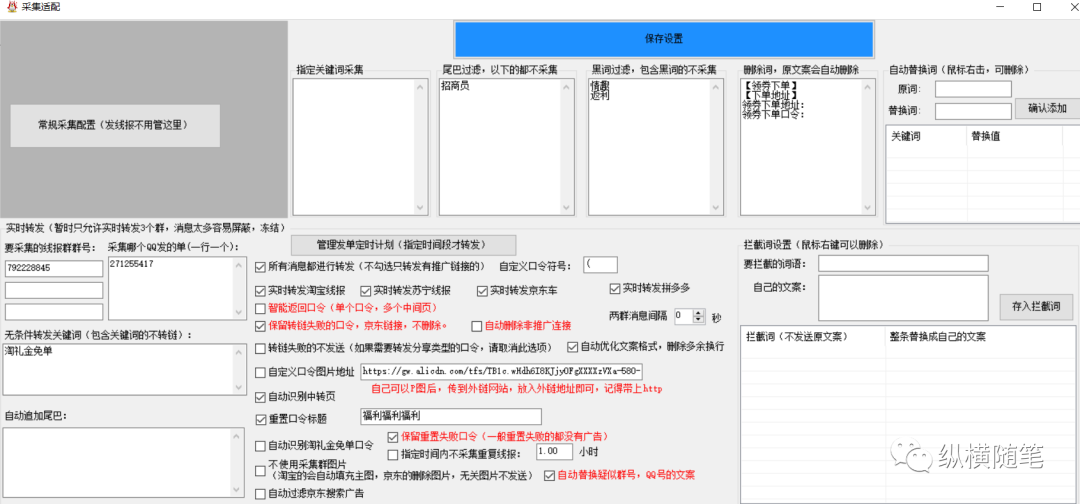 采集适配
保存设置
常规采集配置（发线报不用管这里）
指定关键词采集
尾巴过滤，以下的都不采集
招商员
黑词过滤，包含黑词的不采集
情趣
返利
删除词，原文案会自动删除
【领券下单】
【下单地址】
领券下单地址:
领券下单口令:
自动替换词（鼠标右击，可删除）
原词:
替换词:
确认添加
关键词 替换值
实时转发（暂时只允许实时转发3个群，消息太多容易屏蔽，冻结）
要采集的线报群群号:
792228845
采集哪个QQ发的单(一行一个):
271255417
无条件转发关键词（包含关键词的不转链）:
淘礼金免单
自动追加尾巴:
管理发单定时计划（指定时间段才转发）
所有消息都进行转发（不勾选只转发有推广链接的） 自定义口令符号: (
实时转发淘宝线报 实时转发苏宁线报 实时转发京东车 实时转发拼多多
智能返回口令（单个口令，多个中间页）
两群消息间隔 0 秒
保留转链失败的口令，京东链接，不删除。 自动删除非推广连接
转链失败的不发送（如果需要转发分享类型的口令，请取消此选项） 自动优化文案格式，删除多余换行
自定义口令图片地址
自己可以P图后，传到外链网站，放入外链地址即可，记得带上http
自动识别中转页
重置口令标题 福利福利福利
保留重置失败口令（一般重置失败的都没有广告）
自动识别淘礼金免单口令 指定时间内不采集重复线报: 1.00 小时
不使用采集群图片
（淘宝的会自动填充主图，京东的删除图片，无关图片不发送） 自动替换疑似群号，QQ号的文案
自动过滤京东搜索广告
拦截词设置（鼠标右键可以删除）
要拦截的词语:
自己的文案:
存入拦截词
拦截词（不发送原文案） 整条替换成自己的文案
纵横随笔